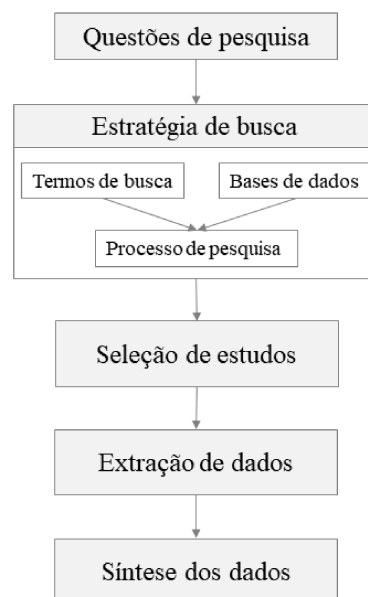 Questões de pesquisa
Estratégia de busca
Termos de busca
Bases de dados
Processo de pesquisa
Seleção de estudos
Extração de dados
Síntese dos dados